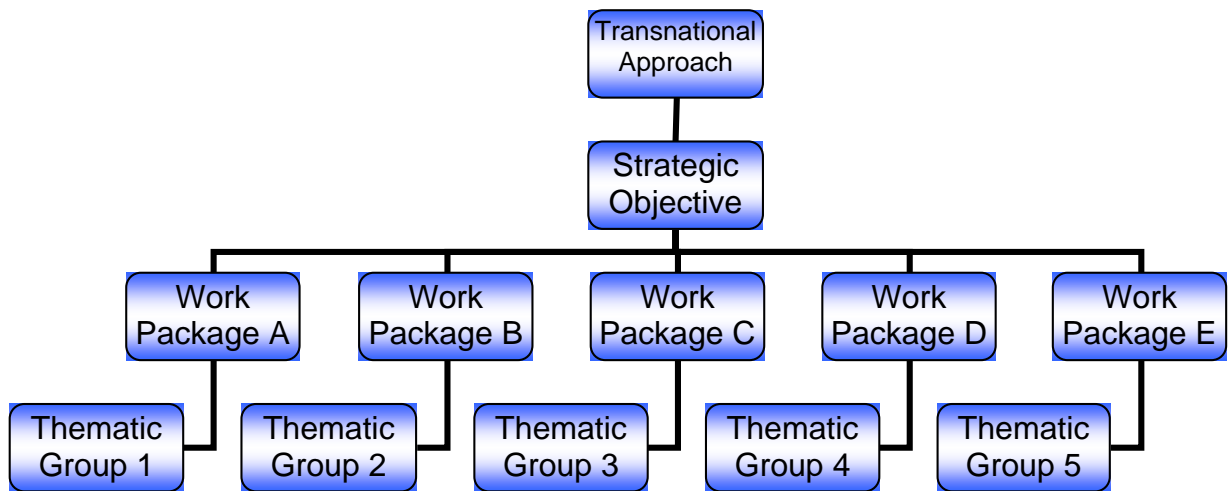 Transnational
Approach
Strategic
Objective
Work
Package A
Work
Package B
Work
Package C
Work
Package D
Work
Package E
Thematic
Group 1
Thematic
Group 2
Thematic
Group 3
Thematic
Group 4
Thematic
Group 5